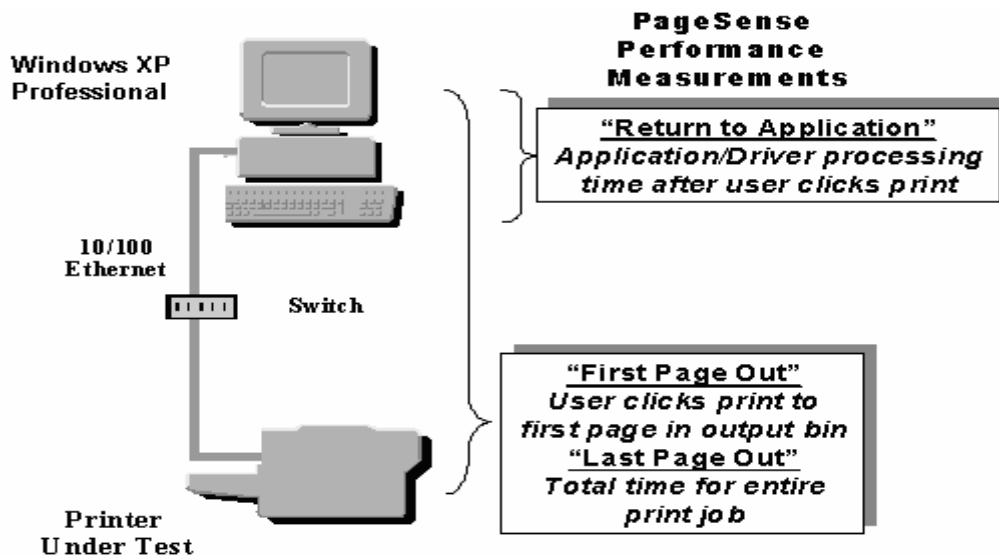 PageSense
Performance
Measurements
Windows XP
Professional
“Return to Application”
Application/Driver processing
time after user clicks print
10/100
Ethernet
Switch
“First Page Out”
User clicks print to
first page in output bin
“Last Page Out”
Total time for entire
print job
Printer
Under Test